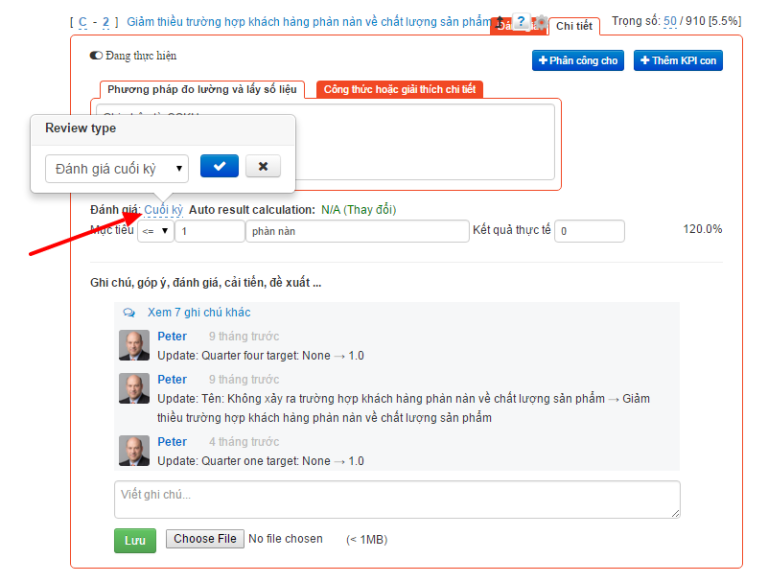 [ C - 2 ] Giảm thiểu trường hợp khách hàng phàn nàn về chất lượng sản phẩm ? Chi tiết Trọng số: 50 / 910 [5.5%]
Đang thực hiện
Phân công cho Thêm KPI con
Phương pháp đo lường và lấy số liệu Công thức hoặc giải thích chi tiết
Review type
Đánh giá cuối kỳ
Đánh giá: Cuối kỳ Auto result calculation: N/A (Thay đổi)
Mục tiêu <= 1 phàn nàn Kết quả thực tế 0 120.0%
Ghi chú, góp ý, đánh giá, cải tiến, đề xuất ...
Xem 7 ghi chú khác
Peter 9 tháng trước
Update: Quarter four target: None → 1.0
Peter 9 tháng trước
Update: Tên: Không xảy ra trường hợp khách hàng phàn nàn về chất lượng sản phẩm → Giảm
thiểu trường hợp khách hàng phàn nàn về chất lượng sản phẩm
Peter 4 tháng trước
Update: Quarter one target: None → 1.0
Viết ghi chú...
Lưu Choose File No file chosen (< 1MB)